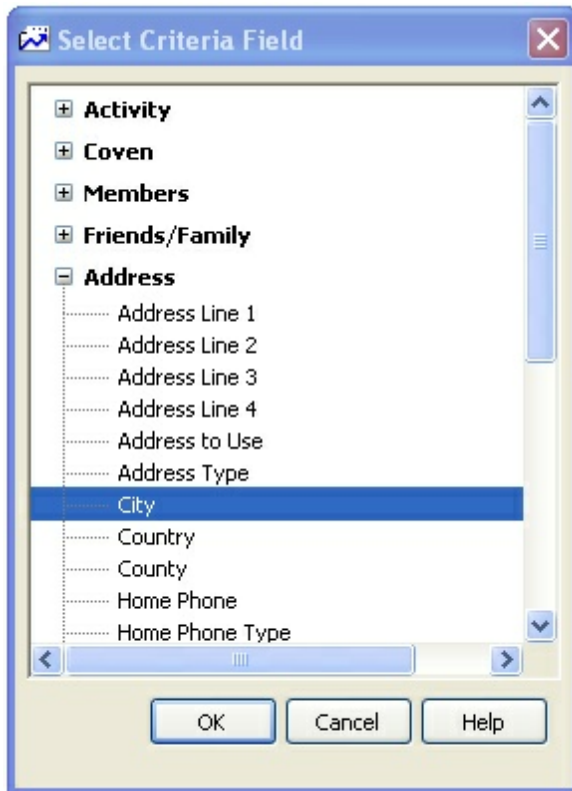 Select Criteria Field
Activity
Coven
Members
Friends/Family
Address
Address Line 1
Address Line 2
Address Line 3
Address Line 4
Address to Use
Address Type
City
Country
County
Home Phone
Home Phone Type
OK Cancel Help